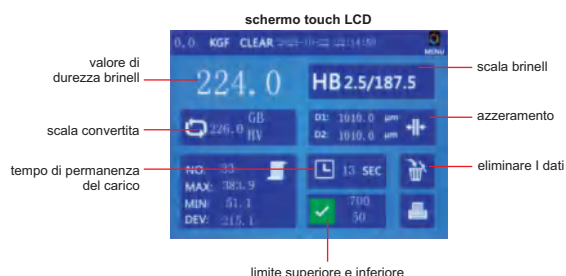 schermo touch LCD
0.0 KGF CLEAR
MENU
valore di
durezza brinell
224.0
HB 2.5/187.5
scala brinell
scala convertita
226.0 GB
HV
D1: 1010.0 μm
D2: 1010.0 μm
azzeramento
tempo di permanenza
del carico
NO: 33
MAX: 383.9
MIN: 51.1
DEV: 215.1
13 SEC
eliminare I dati
700
50
limite superiore e inferiore